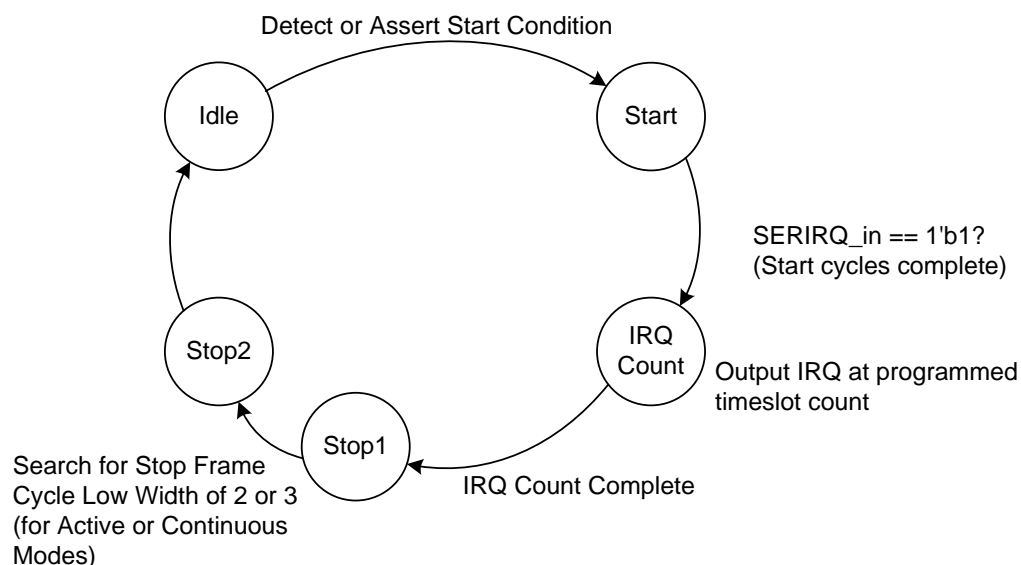 Detect or Assert Start Condition
Idle
Start
SERIRQ_in == 1'b1?
(Start cycles complete)
IRQ
Count
Output IRQ at programmed
timeslot count
Stop2
Stop1
IRQ Count Complete
Search for Stop Frame
Cycle Low Width of 2 or 3
(for Active or Continuous
Modes)